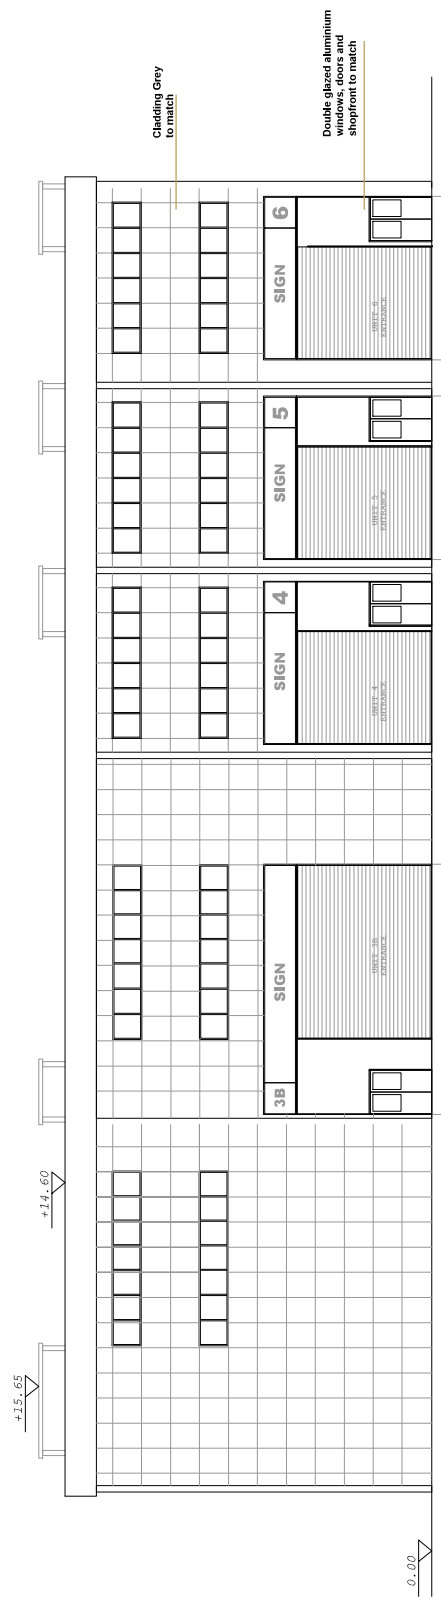 +15.65
+14.60
0.00
Cladding Grey
to match
Double glazed aluminium
windows, doors and
shopfront to match
3B
SIGN
UNIT 3B
ENTRANCE
SIGN
4
UNIT 4
ENTRANCE
SIGN
5
UNIT 5
ENTRANCE
SIGN
6
UNIT 6
ENTRANCE